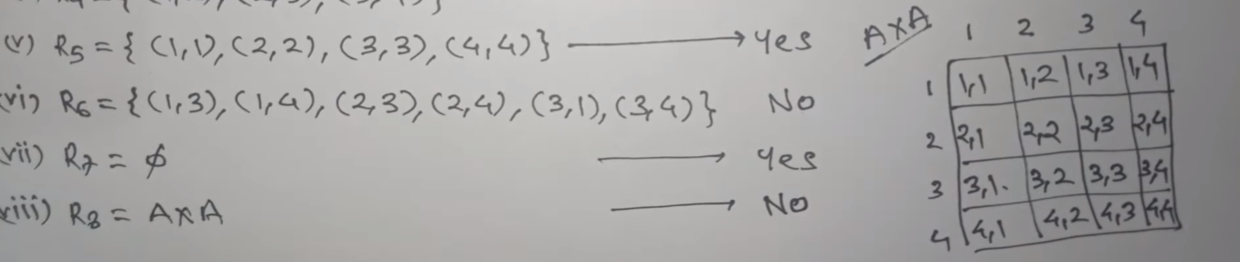 (v) R5 = { (1,1), (2,2), (3,3), (4,4)} → Yes
(vi) R6 = {(1,3), (1,4), (2,3), (2,4), (3,1), (3,4)} No
vii) R7 = ϕ → Yes
viii) R8 = A×A → No
A×A
1 2 3 4
1 1,1 1,2 1,3 1,4
2 2,1 2,2 2,3 2,4
3 3,1. 3,2 3,3 3,4
4 4,1 4,2 4,3 4,4